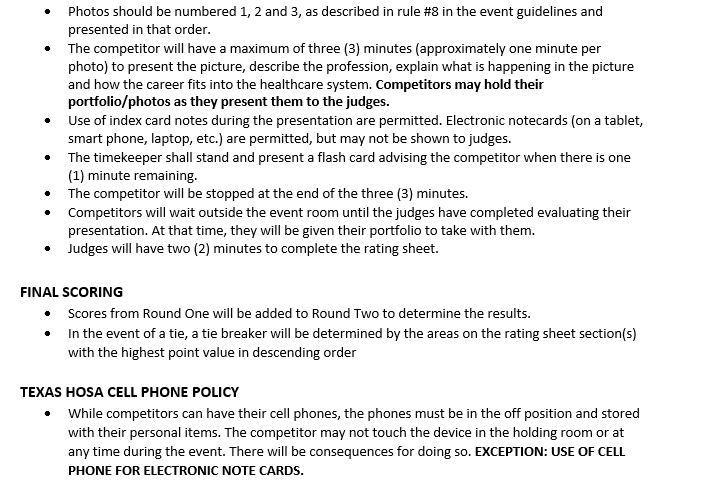 • Photos should be numbered 1, 2 and 3, as described in rule #8 in the event guidelines and
presented in that order.
• The competitor will have a maximum of three (3) minutes (approximately one minute per
photo) to present the picture, describe the profession, explain what is happening in the picture
and how the career fits into the healthcare system. Competitors may hold their
portfolio/photos as they present them to the judges.
• Use of index card notes during the presentation are permitted. Electronic notecards (on a tablet,
smart phone, laptop, etc.) are permitted, but may not be shown to judges.
• The timekeeper shall stand and present a flash card advising the competitor when there is one
(1) minute remaining.
• The competitor will be stopped at the end of the three (3) minutes.
• Competitors will wait outside the event room until the judges have completed evaluating their
presentation. At that time, they will be given their portfolio to take with them.
• Judges will have two (2) minutes to complete the rating sheet.
FINAL SCORING
• Scores from Round One will be added to Round Two to determine the results.
• In the event of a tie, a tie breaker will be determined by the areas on the rating sheet section(s)
with the highest point value in descending order
TEXAS HOSA CELL PHONE POLICY
• While competitors can have their cell phones, the phones must be in the off position and stored
with their personal items. The competitor may not touch the device in the holding room or at
any time during the event. There will be consequences for doing so. EXCEPTION: USE OF CELL
PHONE FOR ELECTRONIC NOTE CARDS.